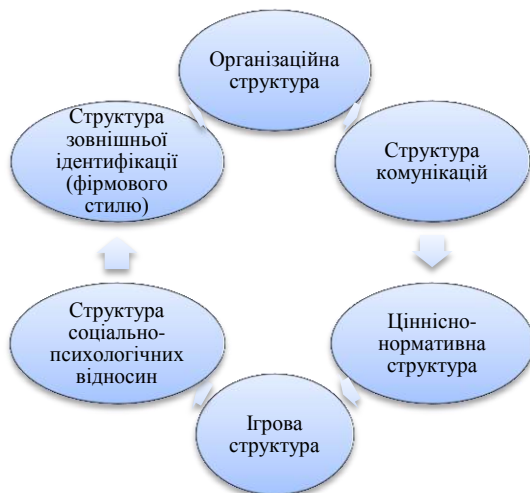 Організаційна
структура
Структура
комунікацій
Ціннісно-
нормативна
структура
Ігрова
структура
Структура
соціально-
психологічних
відносин
Структура
зовнішньої
ідентифікації
(фірмового
стилю)